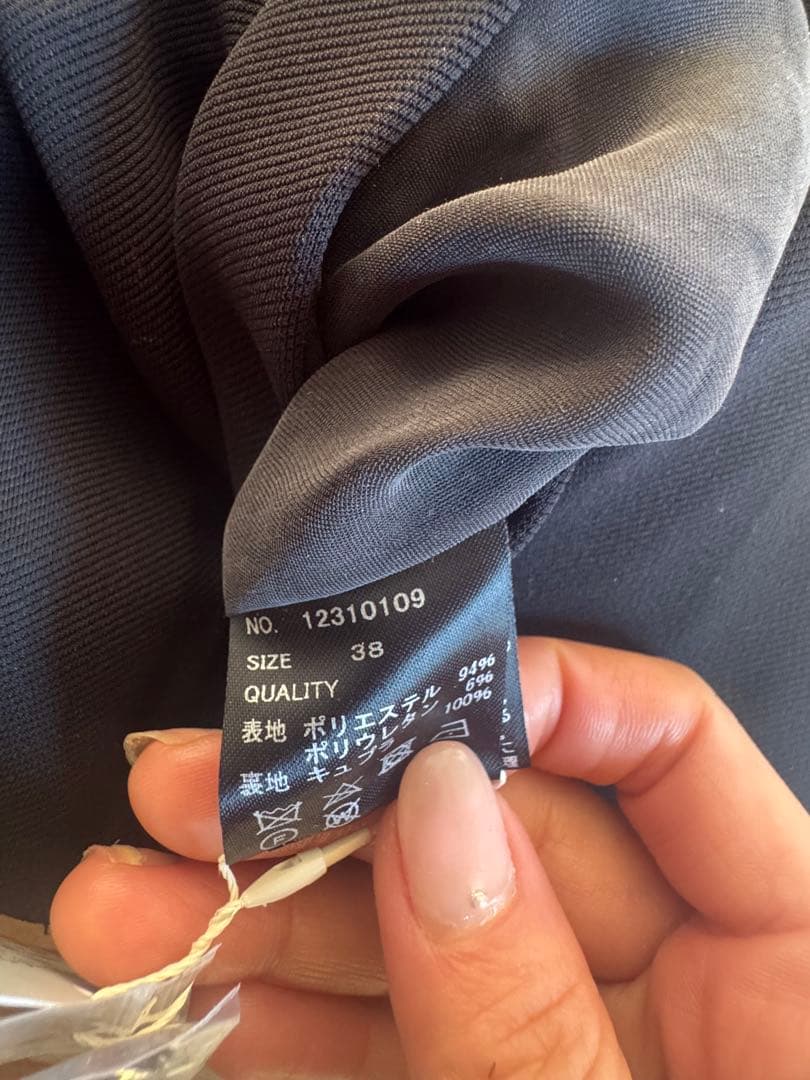 NO. 12310109
SIZE 38
QUALITY
表地 ポリエステル 94%
ポリウレタン 6%
裏地 キュプラ 100%